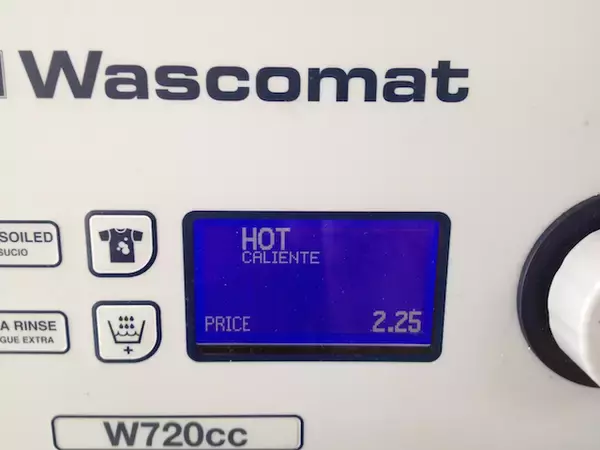 Wascomat
SOILED
SUCIO
HOT
CALIENTE
PRICE 2.25
A RINSE
GUE EXTRA
W720cc